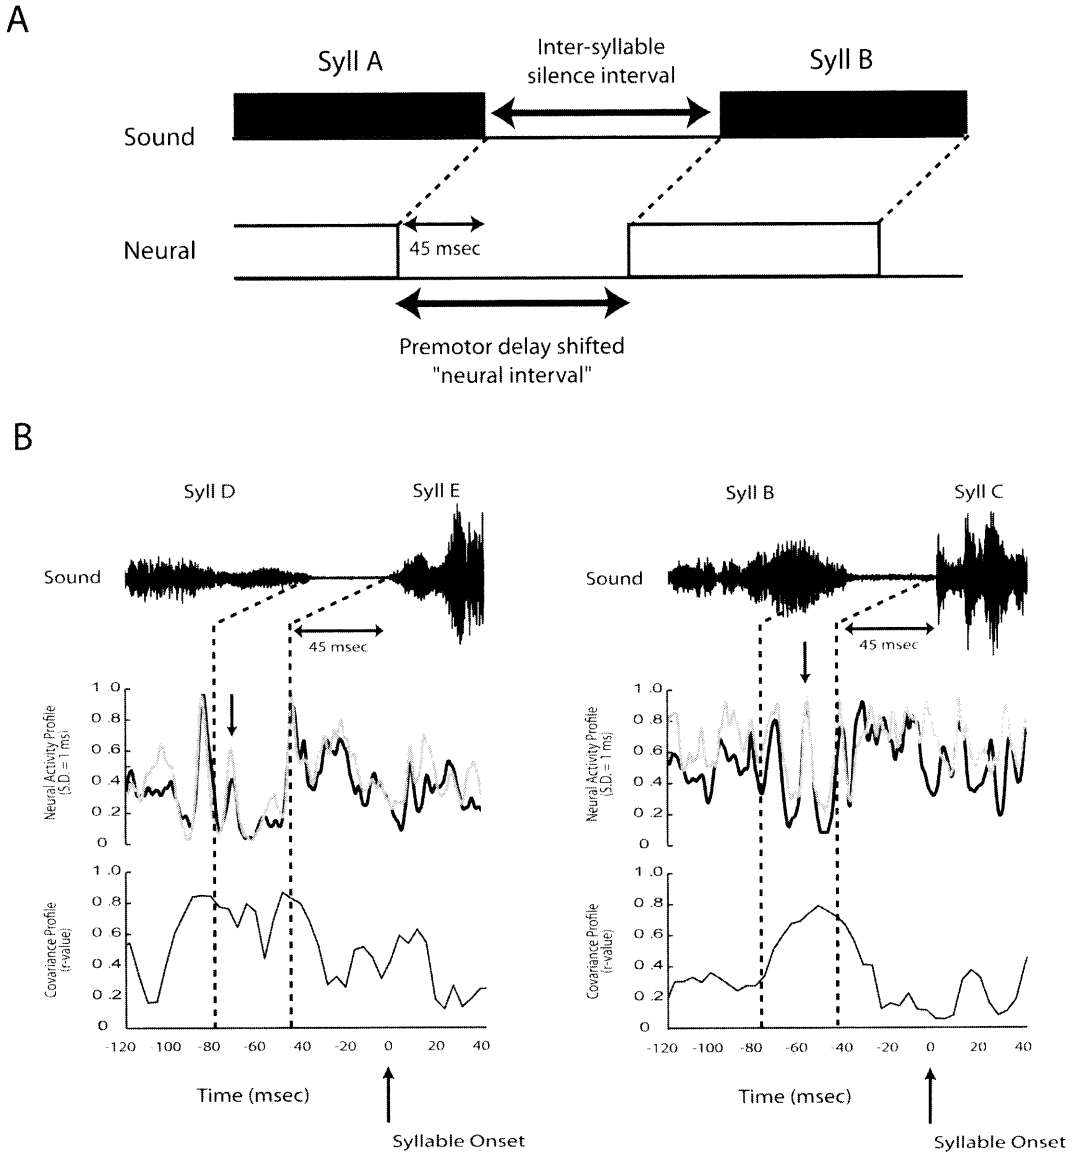 A
Syll A
Inter-syllable
silence interval
Syll B
Sound
Neural
45 msec
Premotor delay shifted
"neural interval"
B
Syll D
Syll E
Sound
45 msec
Neural Activity Profile
(S.D. = 1 ms)
1.0
0.8
0.6
0.4
0.2
0
Covariance Profile
(r-value)
1.0
0.8
0.6
0.4
0.2
0
-120 -100 -80 -60 -40 -20 0 20 40
Time (msec)
Syllable Onset
Syll B
Syll C
Sound
45 msec
Neural Activity Profile
(S.D. = 1 ms)
1.0
0.8
0.6
0.4
0.2
0
Covariance Profile
(r-value)
1.0
0.8
0.6
0.4
0.2
0
-120 -100 -80 -60 -40 -20 0 20 40
Time (msec)
Syllable Onset